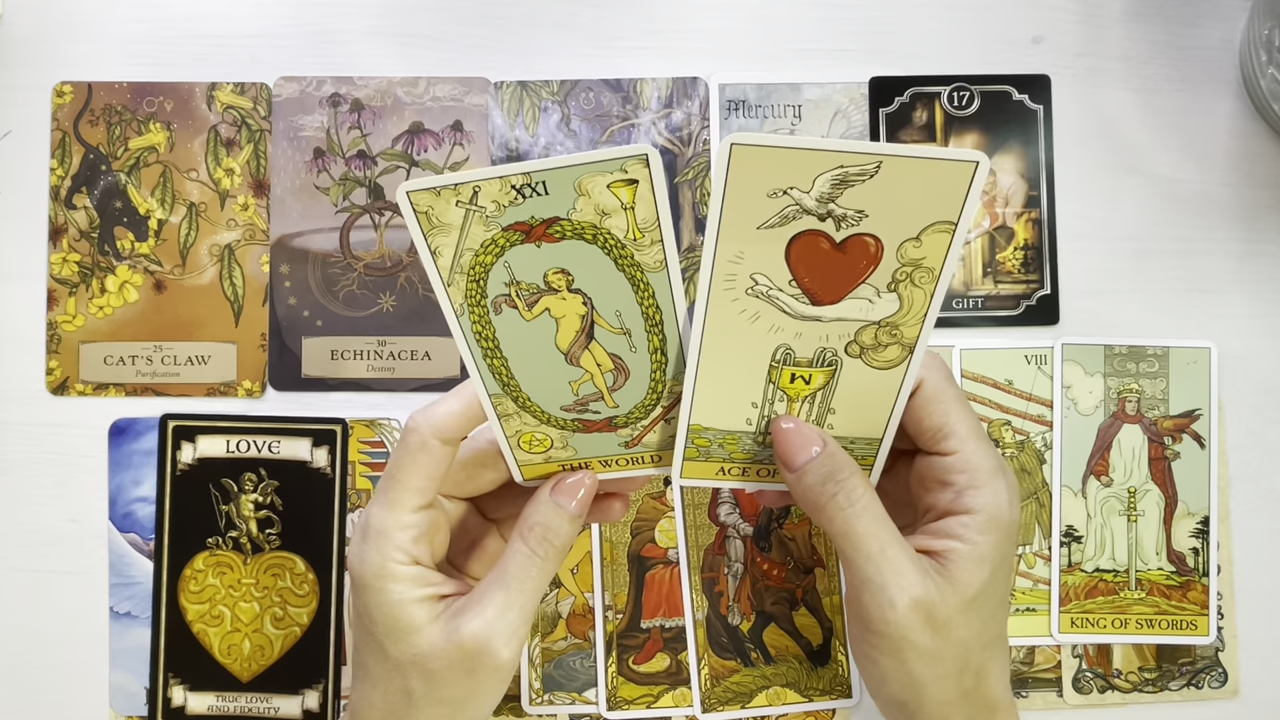 Mercury
17
GIFT
—25—
CAT'S CLAW
Purification
—30—
ECHINACEA
Destiny
XXI
THE WORLD
W
ACE OF
VIII
KING OF SWORDS
LOVE
TRUE LOVE
AND FIDELITY